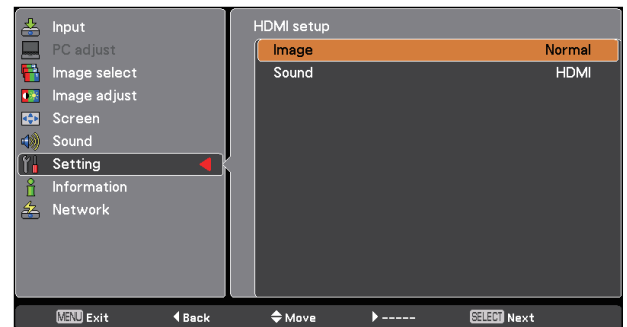 Input
PC adjust
Image select
Image adjust
Screen
Sound
Setting
Information
Network
HDMI setup
Image Normal
Sound HDMI
MENU Exit Back Move ----- SELECT Next